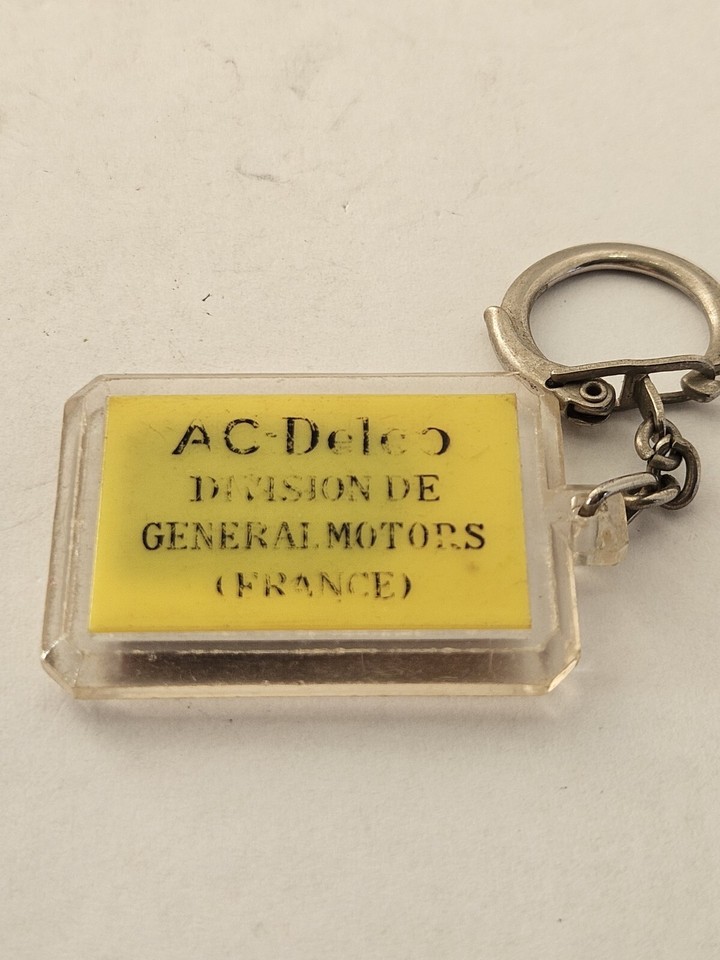 AC-Delco
DIVISION DE
GENERAL MOTORS
(FRANCE)